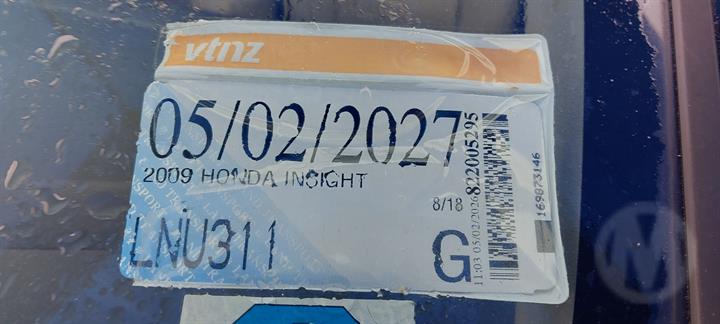 vtnz
05/02/2027
2009 HONDA INSIGHT
8/18
LNU311
G
11:03 05/02/2026
822005295
169873146